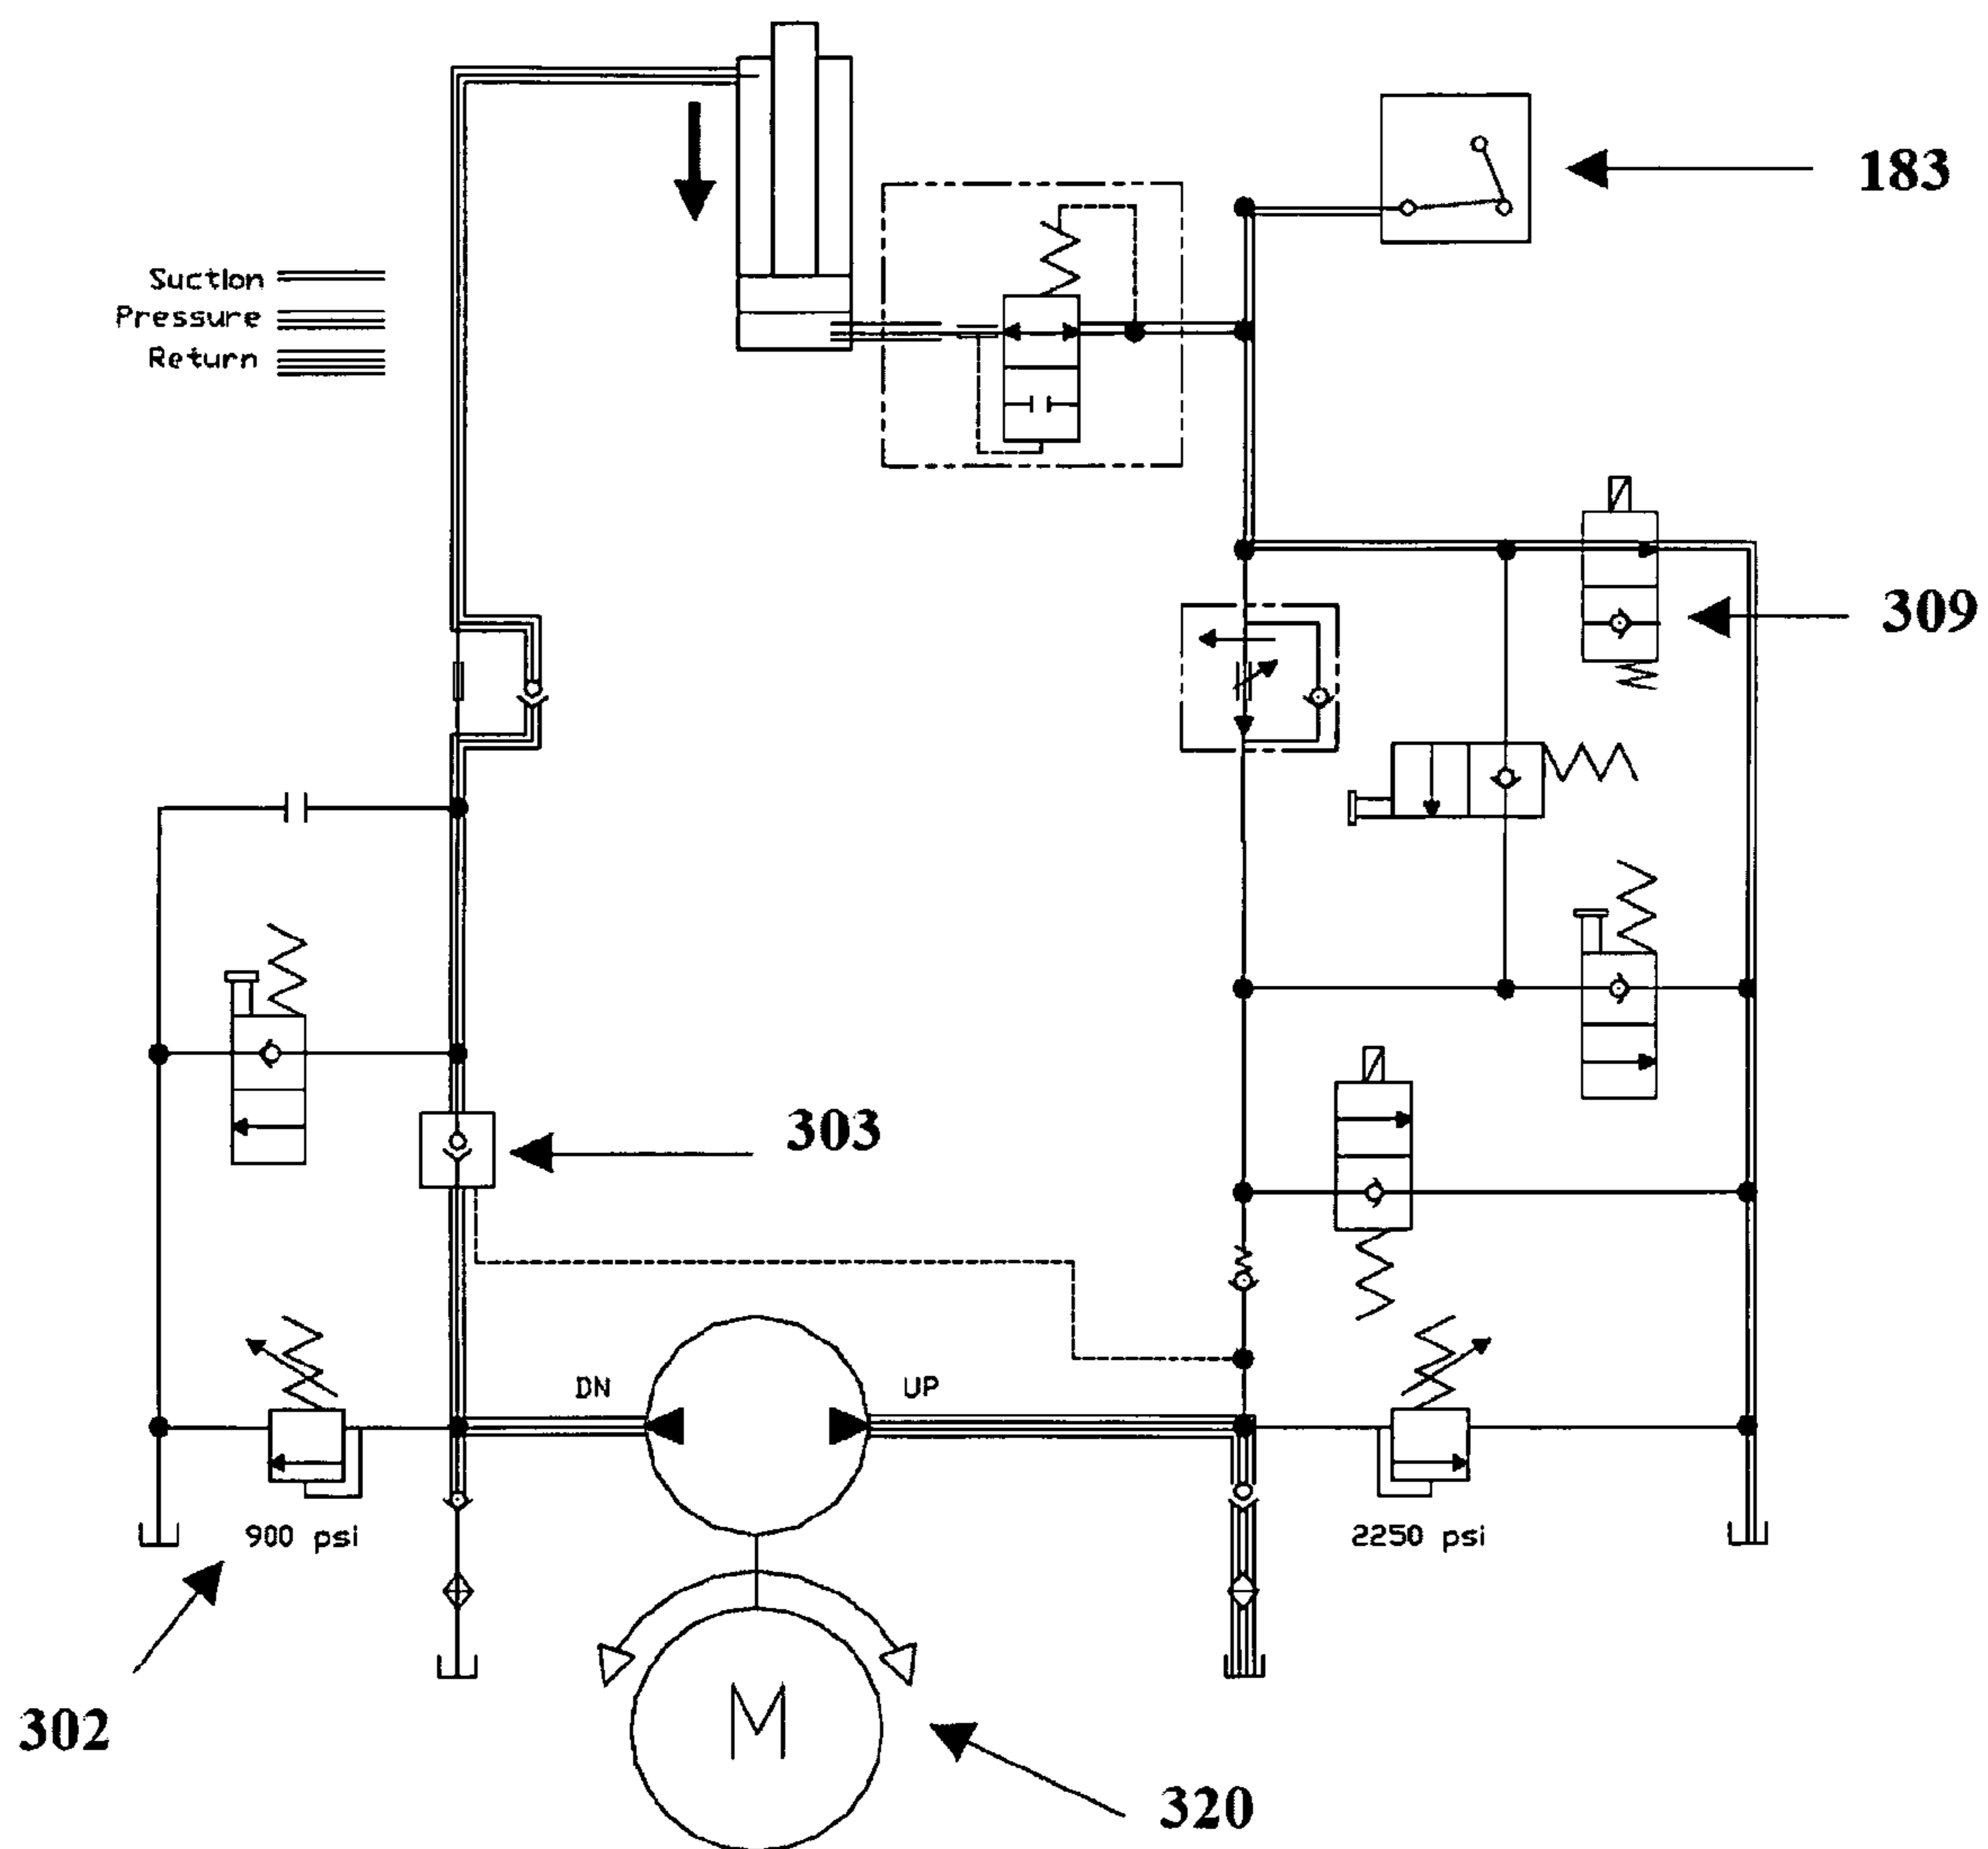 183
Suction
Pressure
Return
309
303
DN
UP
900 psi
2250 psi
302
M
320